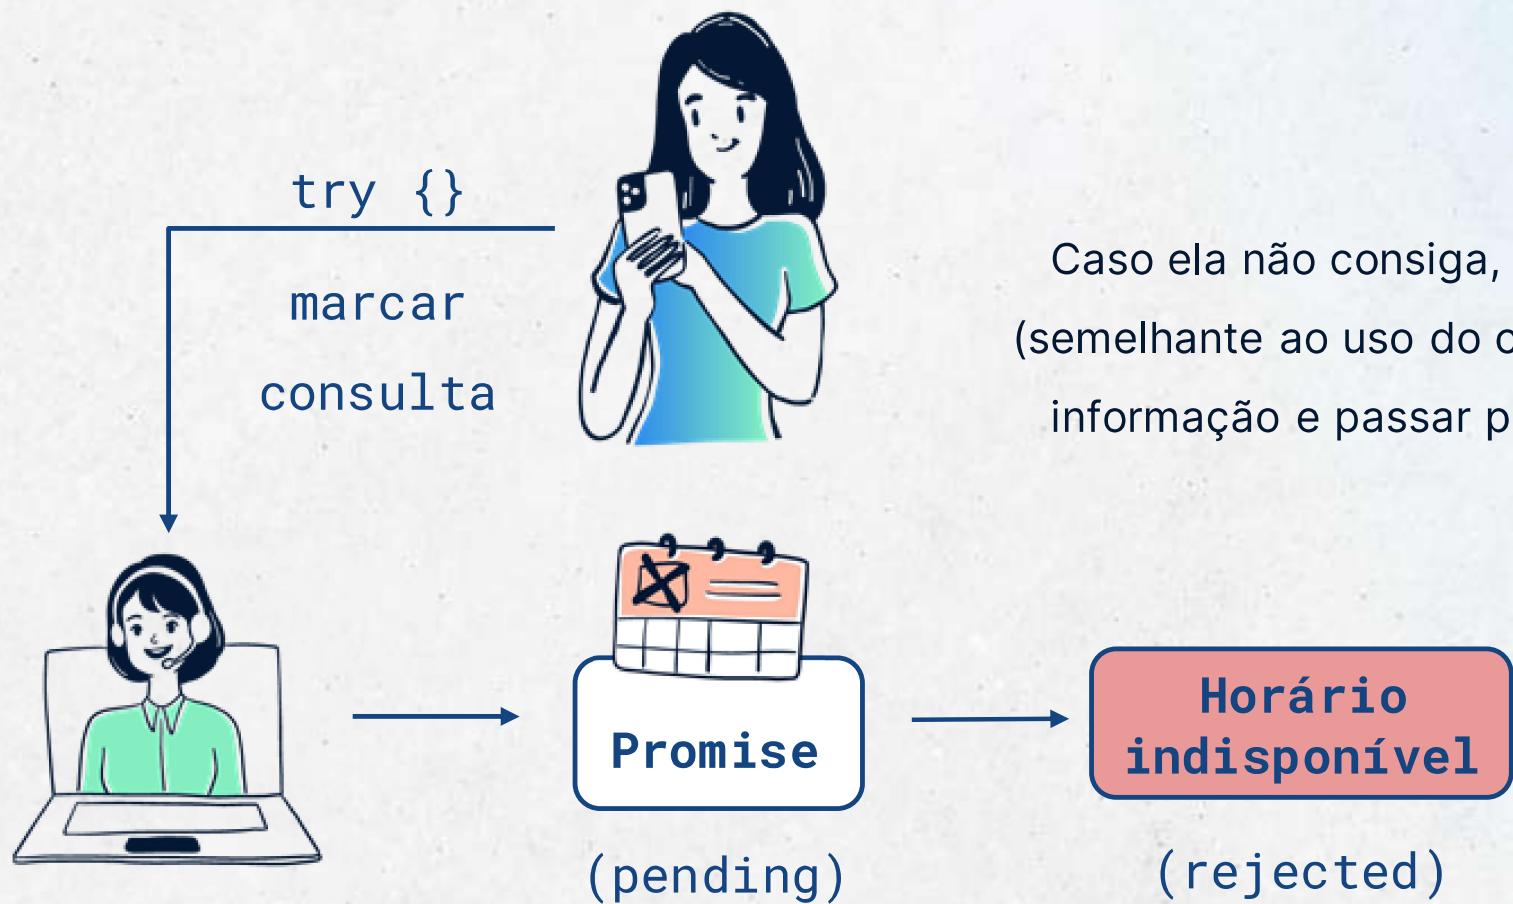 try {}
marcar
consulta
Caso ela não consiga,
(semelhante ao uso do
informação e passar
Promise
(pending)
Horário
indisponível
(rejected)